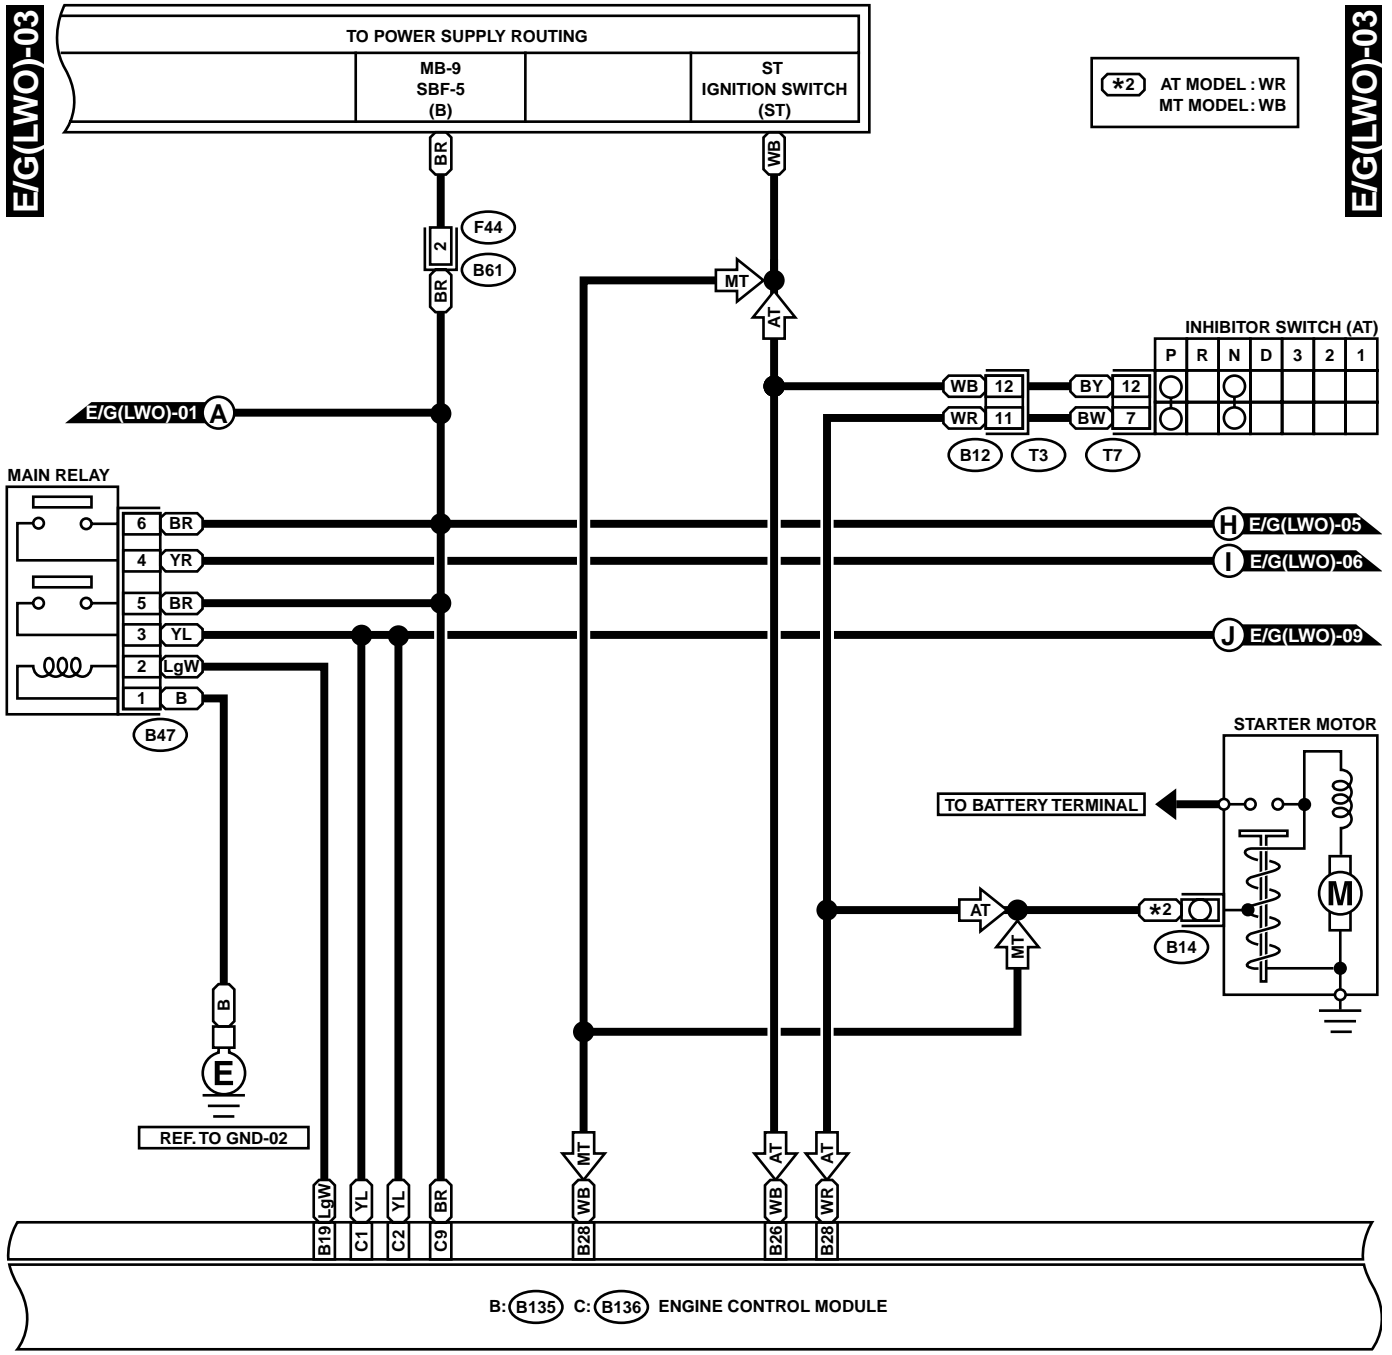 E/G(LWO)-03
E/G(LWO)-03
TO POWER SUPPLY ROUTING
MB-9
SBF-5
(B)
ST
IGNITION SWITCH
(ST)
*2 AT MODEL : WR
MT MODEL : WB
BR
WB
2
F44
B61
BR
MT
AT
INHIBITOR SWITCH (AT)
P R N D 3 2 1
WB 12 BY 12
WR 11 BW 7
B12 T3 T7
E/G(LWO)-01 A
MAIN RELAY
6 BR
H E/G(LWO)-05
4 YR
I E/G(LWO)-06
5 BR
3 YL
J E/G(LWO)-09
2 LgW
1 B
B47
STARTER MOTOR
TO BATTERY TERMINAL
M
AT
*2
B14
MT
B
E
REF. TO GND-02
MT
AT
AT
LgW YL YL BR WB WB WR
B19 C1 C2 C9 B28 B26 B28
B: B135 C: B136 ENGINE CONTROL MODULE